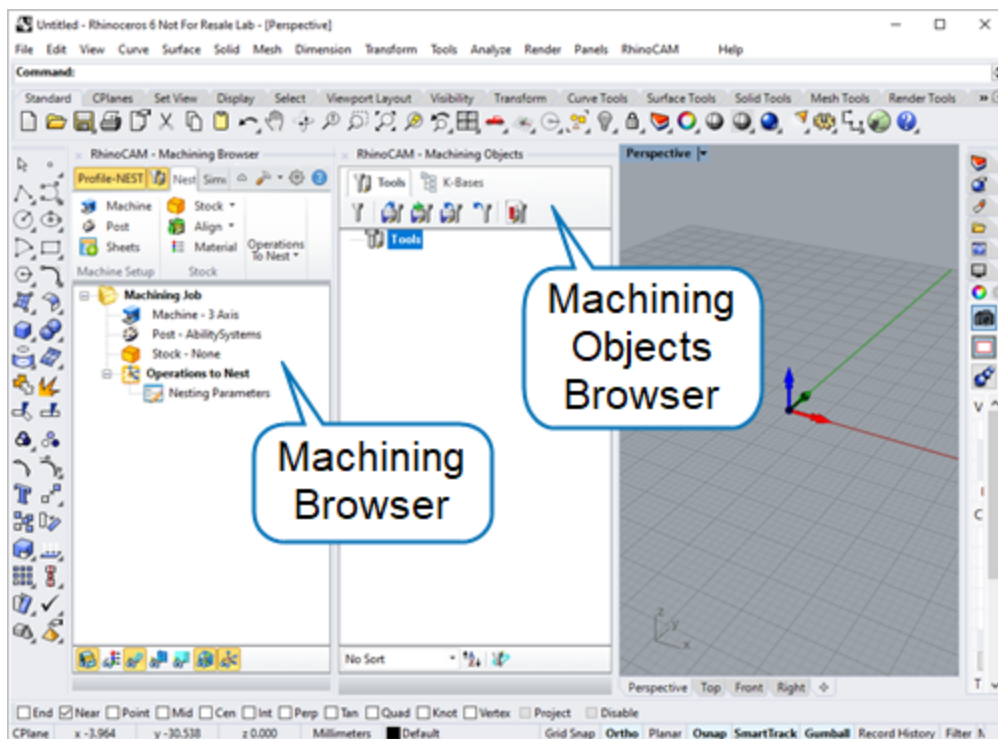 Untitled - Rhinoceros 6 Not For Resale Lab - [Perspective]
File Edit View Curve Surface Solid Mesh Dimension Transform Tools Analyze Render Panels RhinoCAM Help
Command:
Standard CPlanes Set View Display Select Viewport Layout Visibility Transform Curve Tools Surface Tools Solid Tools Mesh Tools Render Tools
RhinoCAM - Machining Browser
Profile-NEST Nest Simu
Machine Stock
Post Align
Sheets Material Operations To Nest
Machine Setup Stock
Machining Job
Machine - 3 Axis
Post - AbilitySystems
Stock - None
Operations to Nest
Nesting Parameters
Machining
Browser
RhinoCAM - Machining Objects
Tools K-Bases
Tools
Machining
Objects
Browser
No Sort
Perspective
z
y
x
Perspective Top Front Right
V
C
T
End Near Point Mid Cen Int Perp Tan Quad Knot Vertex Project Disable
CPlane x -3.964 y -30.538 z 0.000 Millimeters Default Grid Snap Ortho Planar Osnap SmartTrack Gumball Record History Filter